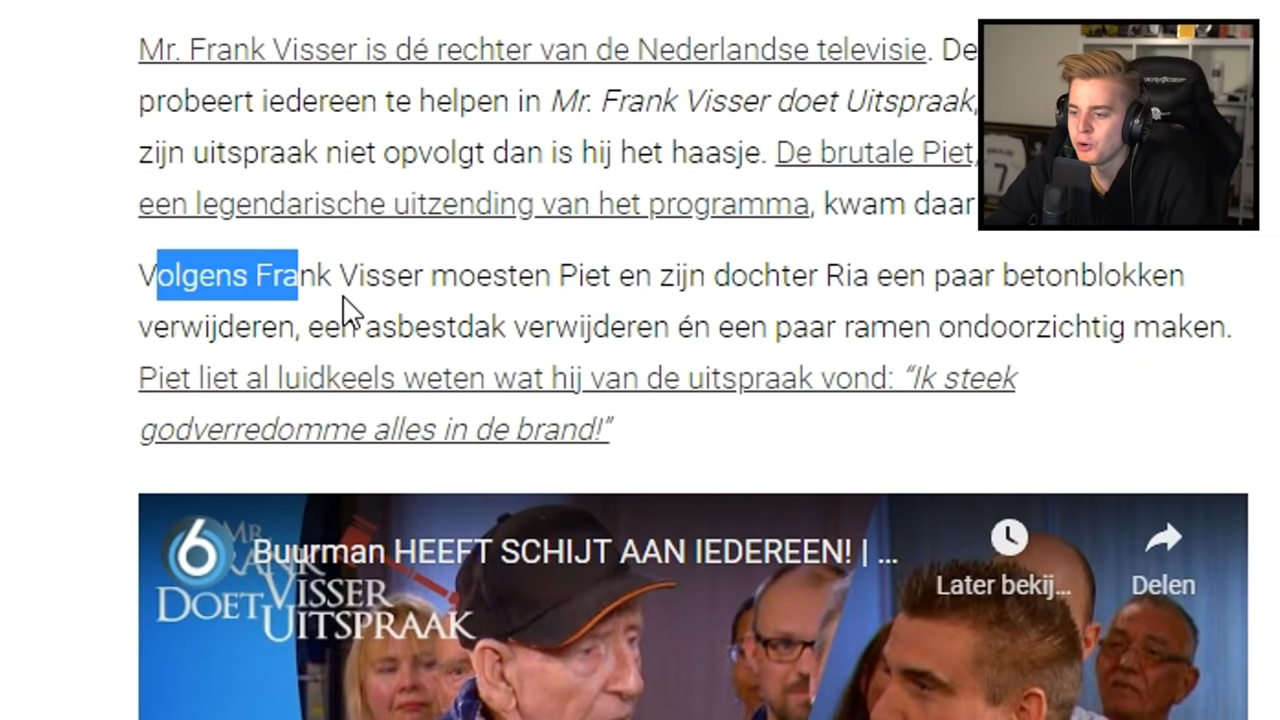 Mr. Frank Visser is dé rechter van de Nederlandse televisie. De
probeert iedereen te helpen in Mr. Frank Visser doet Uitspraak,
zijn uitspraak niet opvolgt dan is hij het haasje. De brutale Piet,
een legendarische uitzending van het programma, kwam daar
Volgens Frank Visser moesten Piet en zijn dochter Ria een paar betonblokken
verwijderen, een asbestdak verwijderen én een paar ramen ondoorzichtig maken.
Piet liet al luidkeels weten wat hij van de uitspraak vond: “Ik steek
godverredomme alles in de brand!”
6
Buurman HEEFT SCHIJT AAN IEDEREEN! | ...
Later bekij...
Delen
MR.
FRANK
VISSER
DOET
UITSPRAAK
7